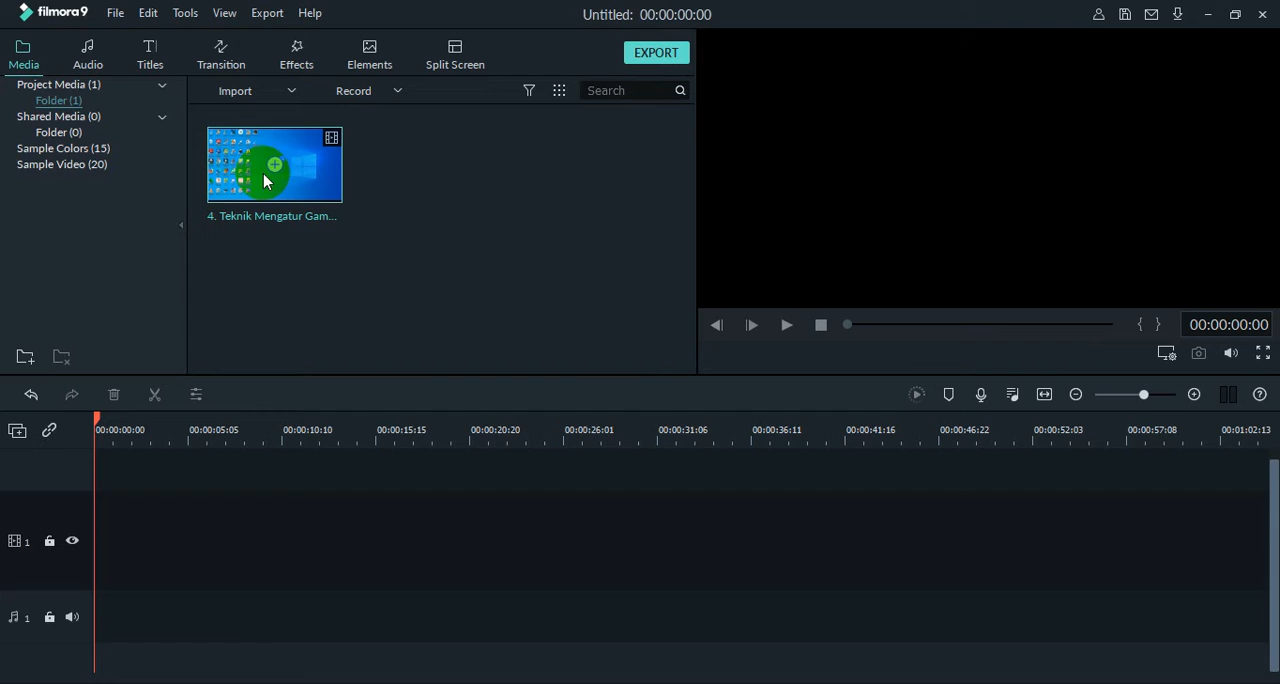 filmora9 File Edit Tools View Export Help Untitled: 00:00:00:00
Media Audio Titles Transition Effects Elements Split Screen EXPORT
Project Media (1)
Folder (1)
Shared Media (0)
Folder (0)
Sample Colors (15)
Sample Video (20)
Import Record Search
4. Teknik Mengatur Gam...
00:00:00:00
00:00:00:00 00:00:05:05 00:00:10:10 00:00:15:15 00:00:20:20 00:00:26:01 00:00:31:06 00:00:36:11 00:00:41:16 00:00:46:22 00:00:52:03 00:00:57:08 00:01:02:13
1
1